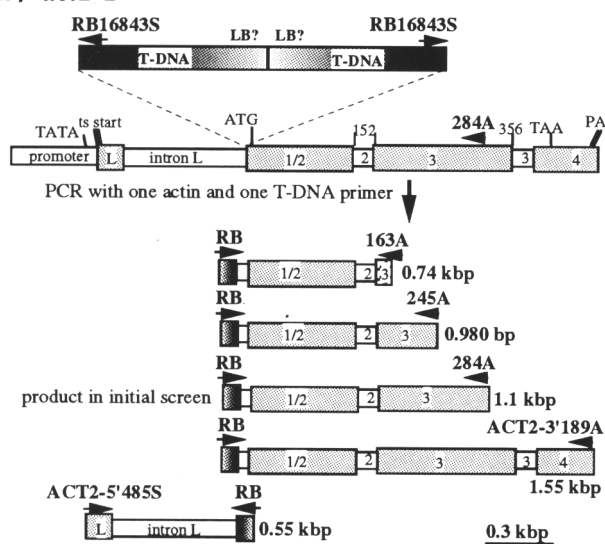 RB16843S LB? LB? RB16843S
T-DNA T-DNA
TATA ts start ATG 152 284A 356 TAA PA
promoter L intron L 1/2 2 3 3 4
PCR with one actin and one T-DNA primer
RB 163A
1/2 2 3 0.74 kbp
RB 245A
1/2 2 3 0.980 bp
RB 284A
product in initial screen 1/2 2 3 1.1 kbp
RB ACT2-3'189A
1/2 2 3 3 4
1.55 kbp
ACT2-5'485S RB
L intron L 0.55 kbp 0.3 kbp